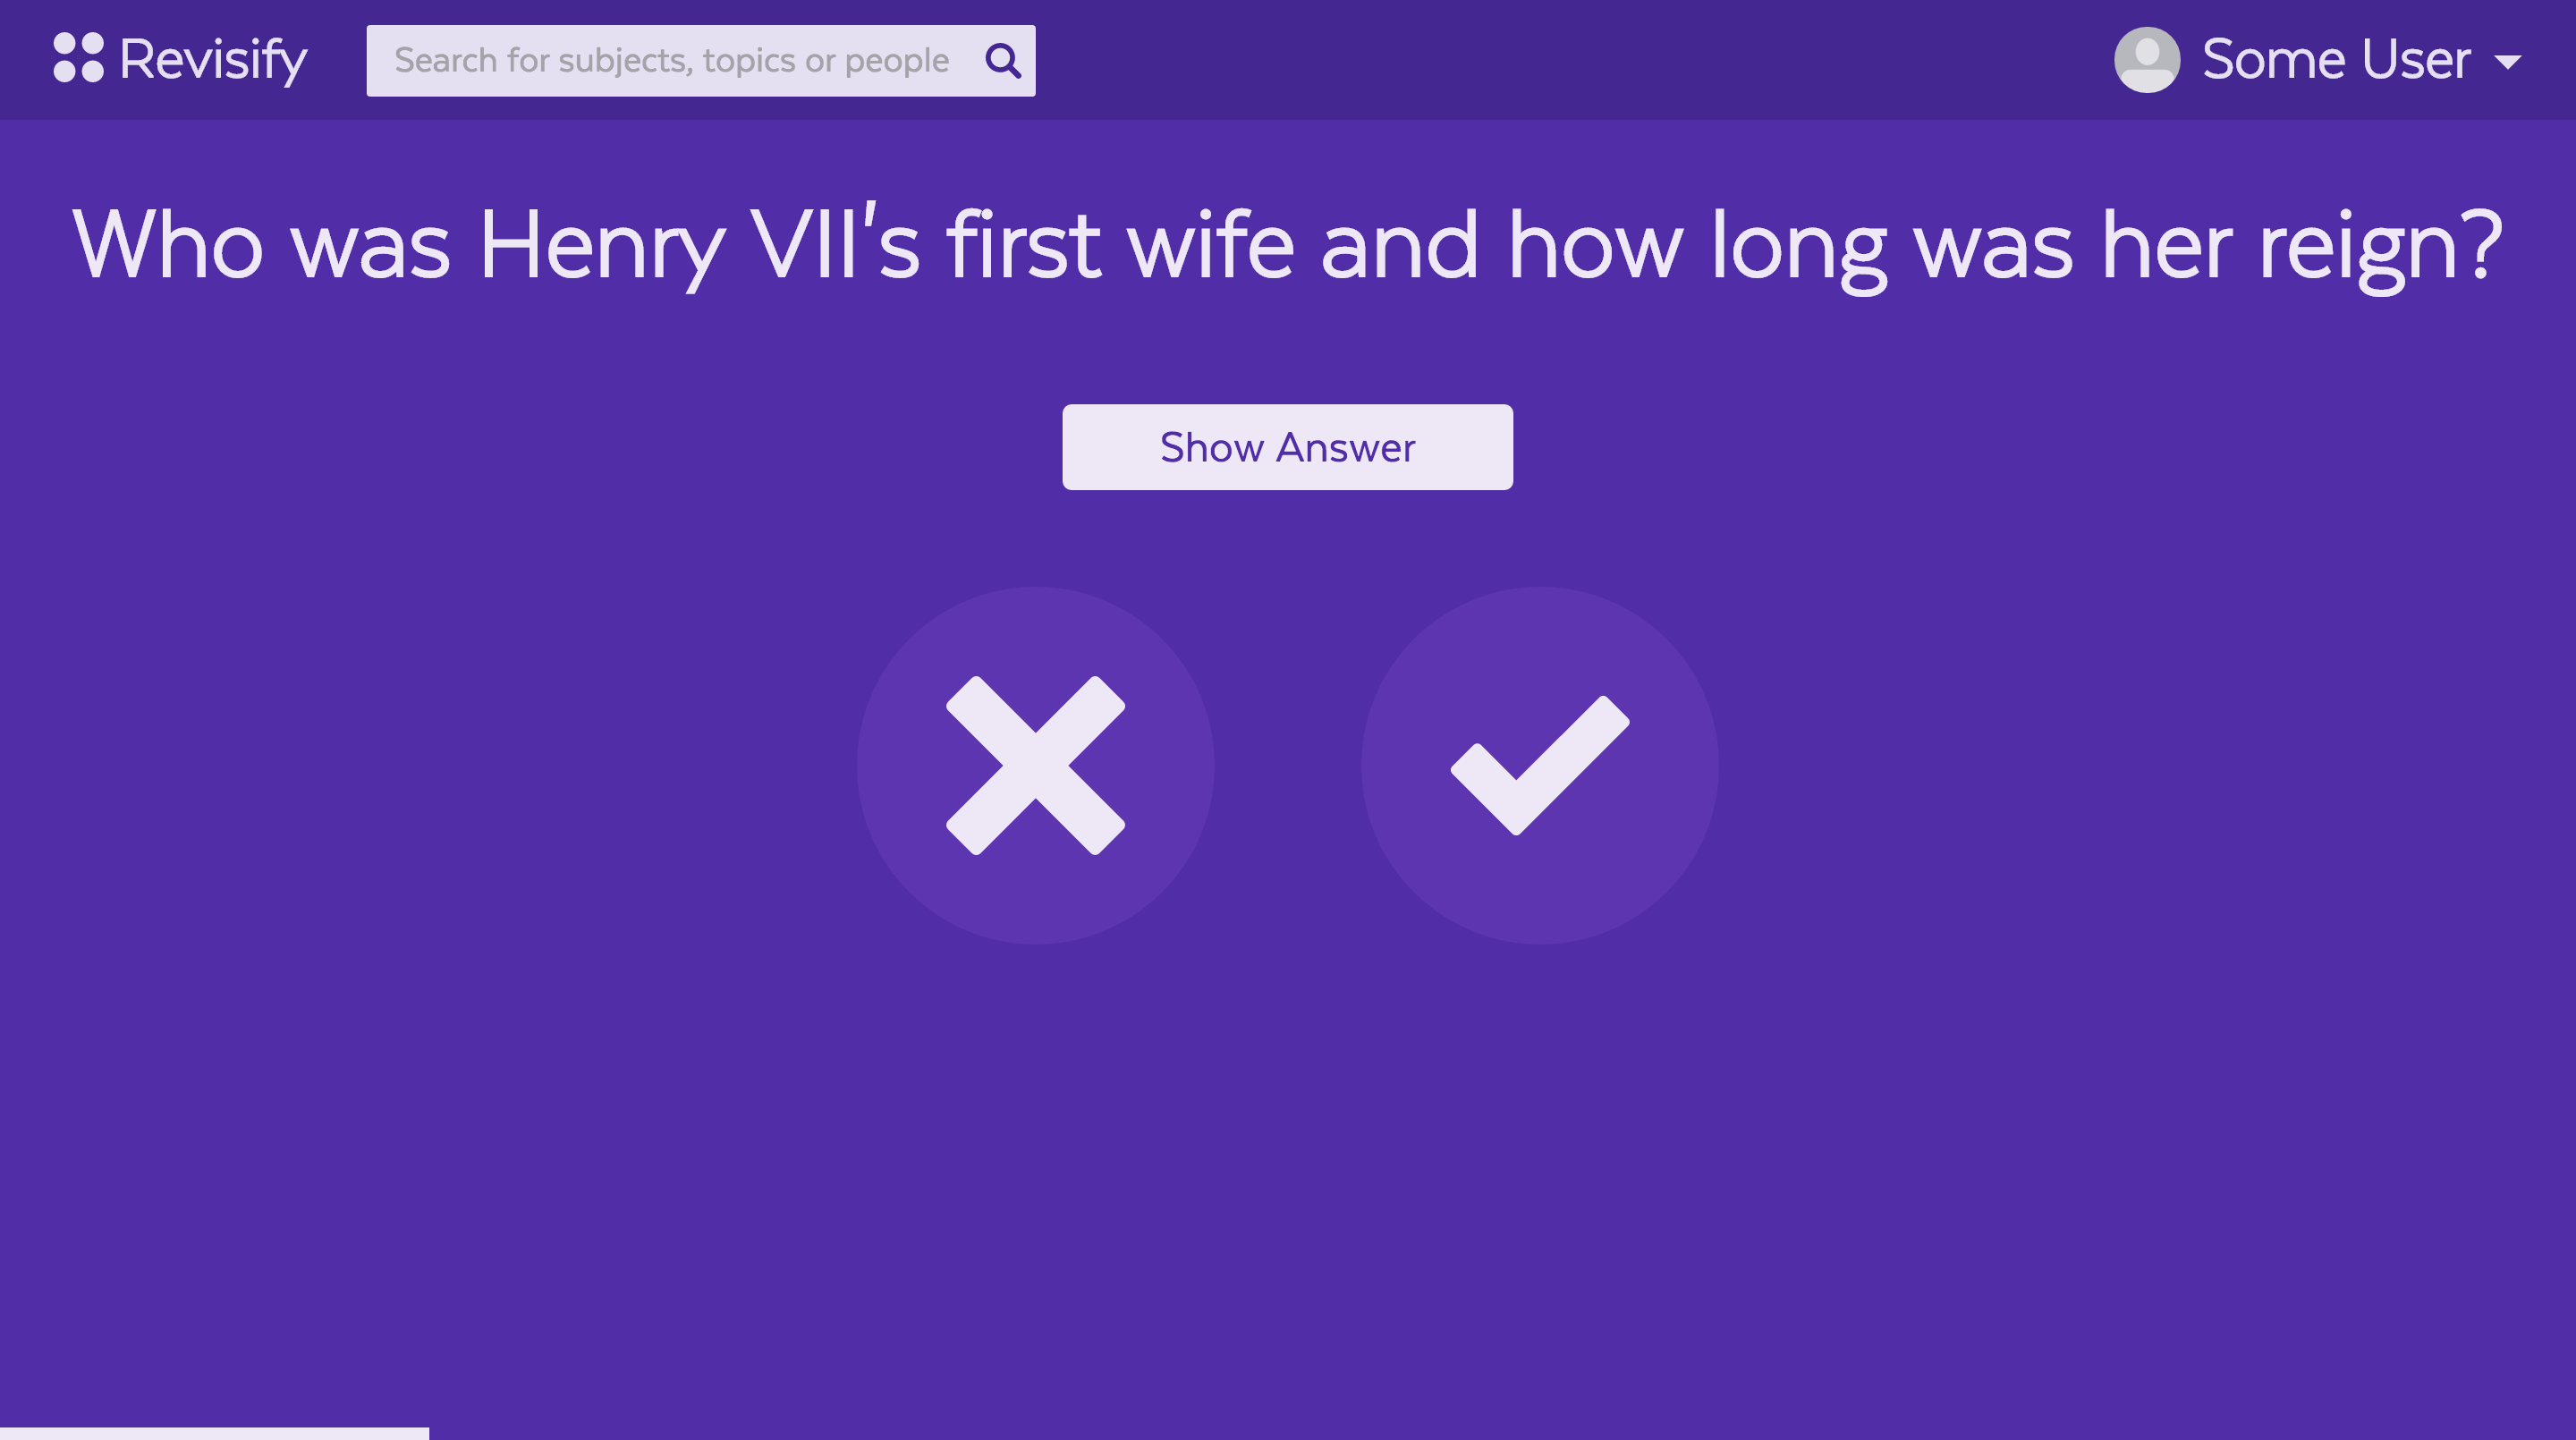 Revisify
Search for subjects, topics or people
Some User
Who was Henry VII's first wife and how long was her reign?
Show Answer